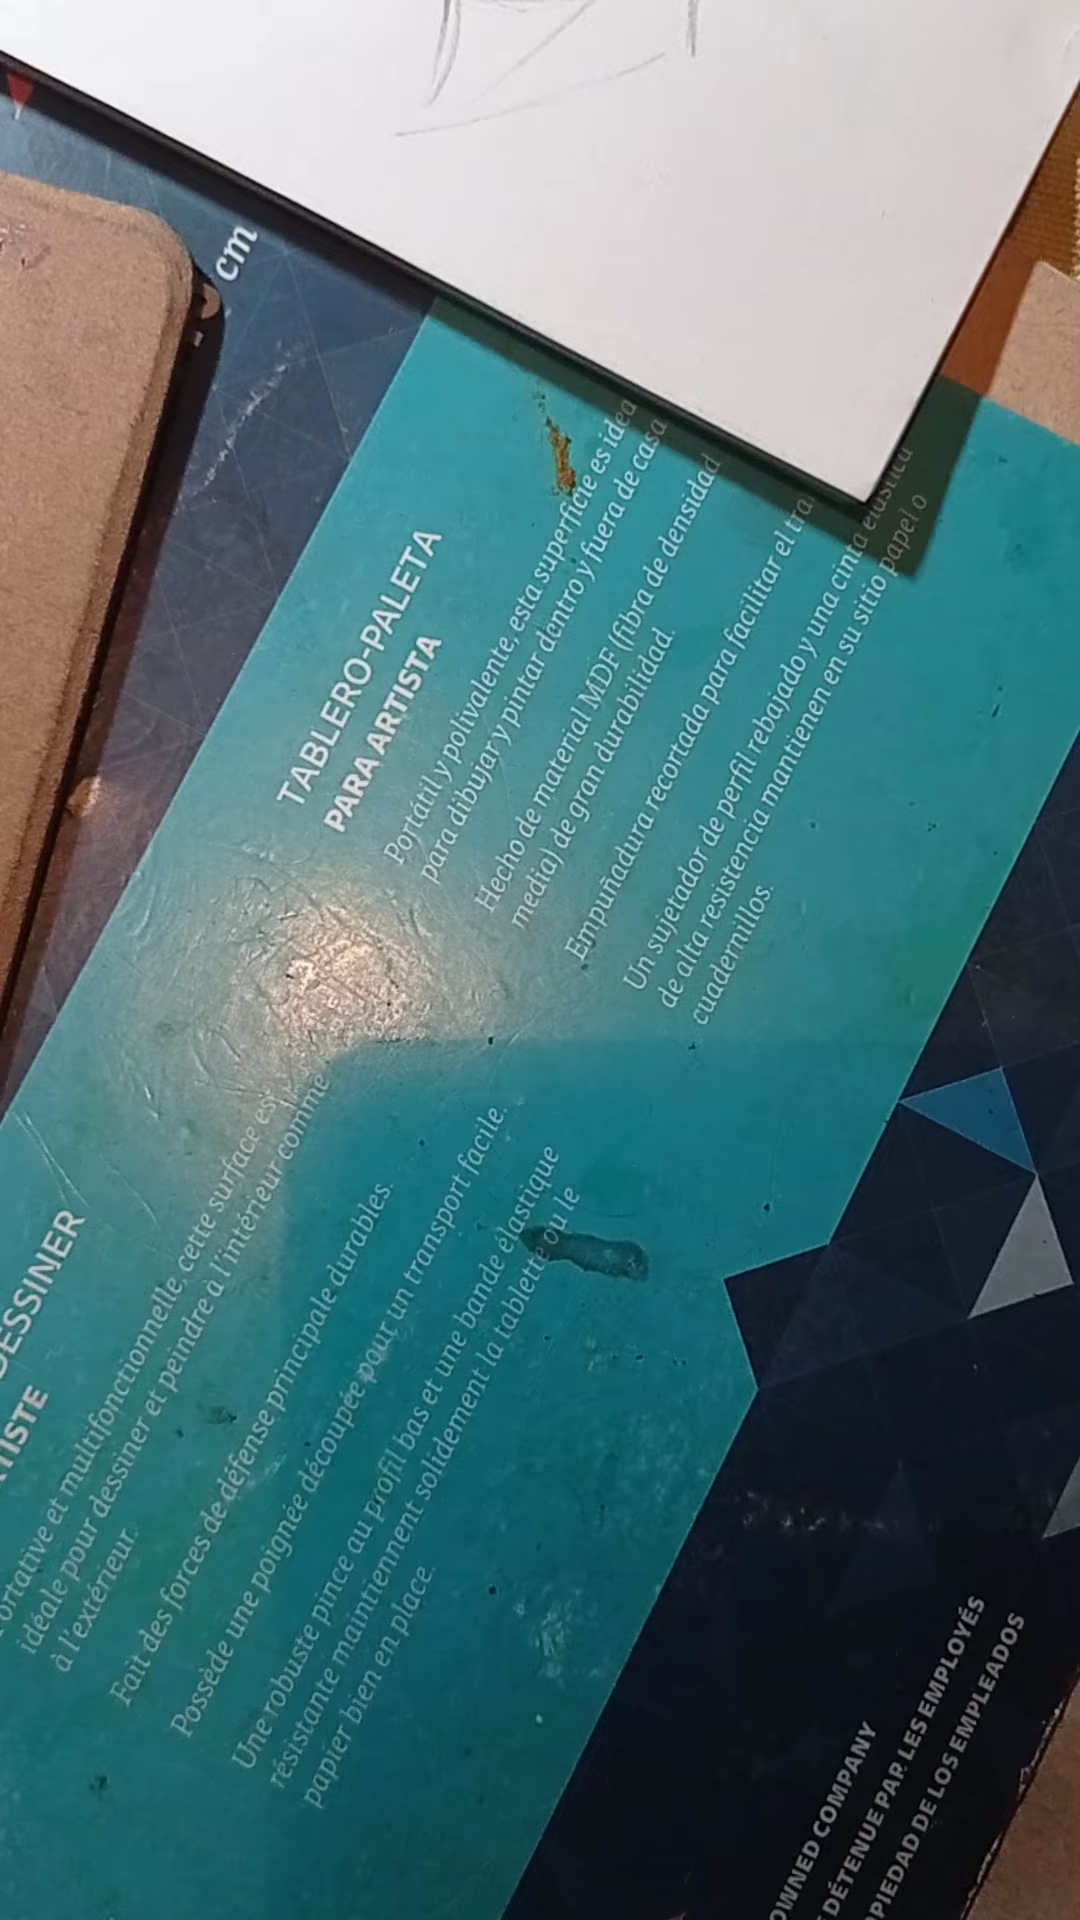 cm
TABLERO-PALETA
PARA ARTISTA
Portátil y polivalente, esta superficie es idea
para dibujar y pintar dentro y fuera de casa
Hecho de material MDF (fibra de densidad
media) de gran durabilidad.
Empuñadura recortada para facilitar el tra
Un sujetador de perfil rebajado y una cinta elástica
de alta resistencia mantienen en su sitio papel o
cuadernillos.
DESSINER
TISTE
ortative et multifonctionnelle, cette surface est
idéale pour dessiner et peindre à l'intérieur comme
à l'extérieur.
Fait des forces de défense principale durables.
Possède une poignée découpée pour un transport facile.
Une robuste pince au profil bas et une bande élastique
résistante maintiennent solidement la tablette ou le
papier bien en place.
OWNED COMPANY
DÉTENUE PAR LES EMPLOYÉS
OPIEDAD DE LOS EMPLEADOS